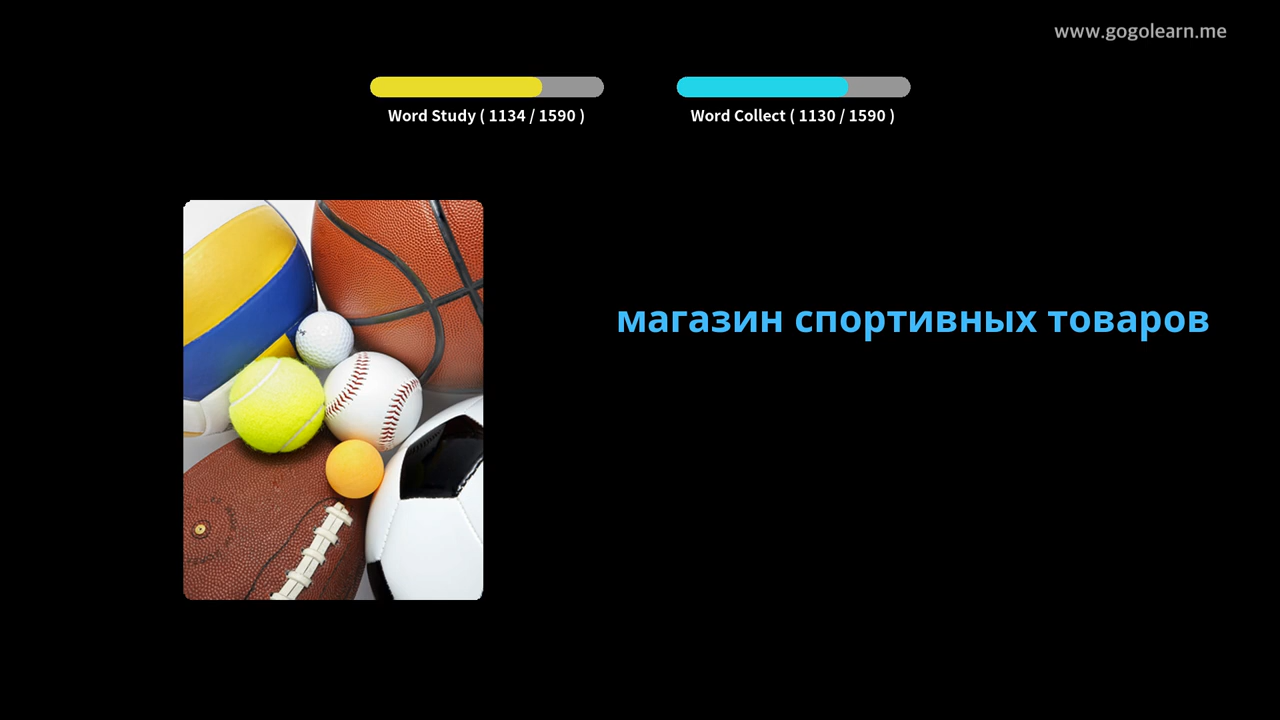 www.gogolearn.me
Word Study ( 1134 / 1590 )
Word Collect ( 1130 / 1590 )
магазин спортивных товаров